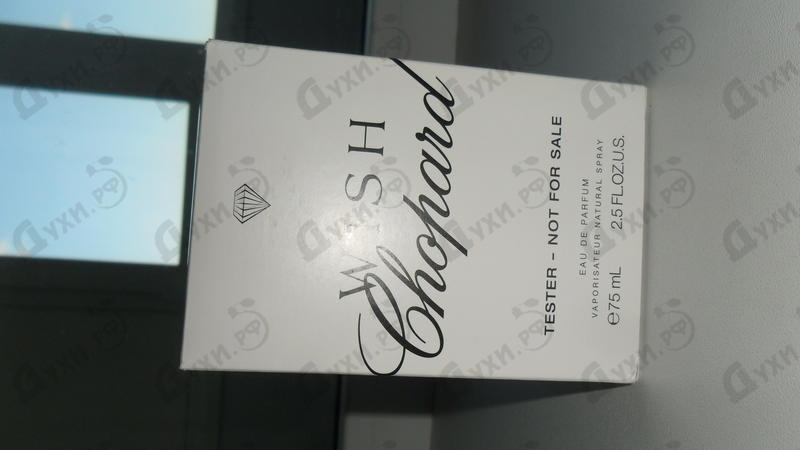 WISH
Chopard
TESTER - NOT FOR SALE
EAU DE PARFUM
VAPORISATEUR NATURAL SPRAY
℮75 mL 2.5 FL.OZ.U.S.
Духи.рф